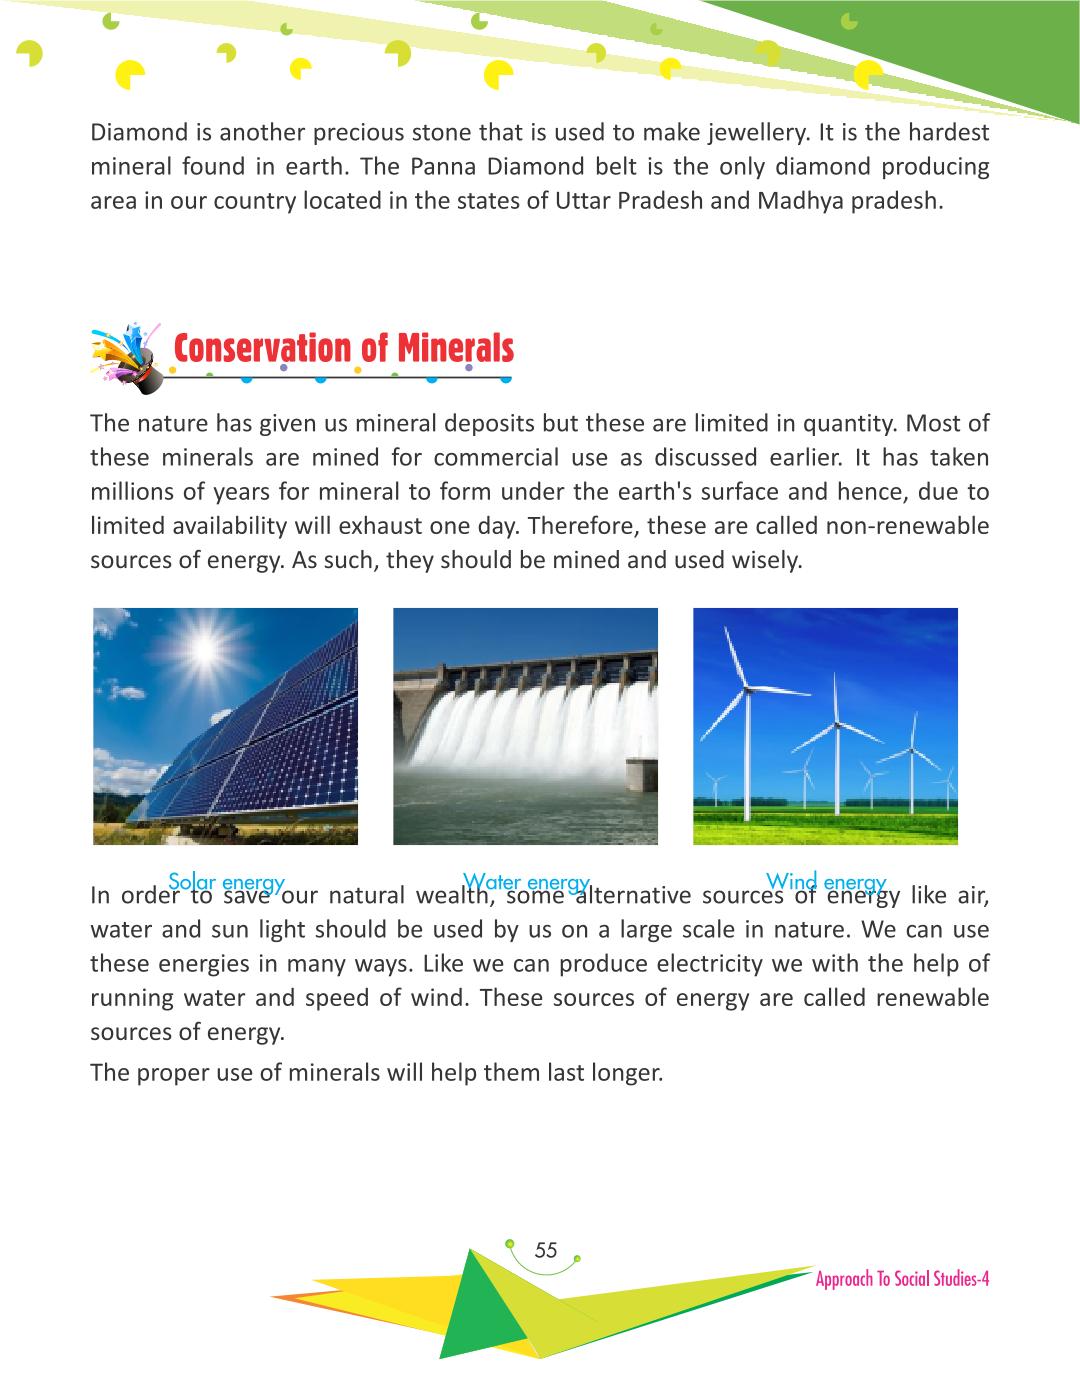 Diamond is another precious stone that is used to make jewellery. It is the hardest
mineral found in earth. The Panna Diamond belt is the only diamond producing
area in our country located in the states of Uttar Pradesh and Madhya pradesh.
Conservation of Minerals
The nature has given us mineral deposits but these are limited in quantity. Most of
these minerals are mined for commercial use as discussed earlier. It has taken
millions of years for mineral to form under the earth's surface and hence, due to
limited availability will exhaust one day. Therefore, these are called non-renewable
sources of energy. As such, they should be mined and used wisely.
Solar energy Water energy Wind energy
In order to save our natural wealth, some alternative sources of energy like air,
water and sun light should be used by us on a large scale in nature. We can use
these energies in many ways. Like we can produce electricity we with the help of
running water and speed of wind. These sources of energy are called renewable
sources of energy.
The proper use of minerals will help them last longer.
55
Approach To Social Studies-4